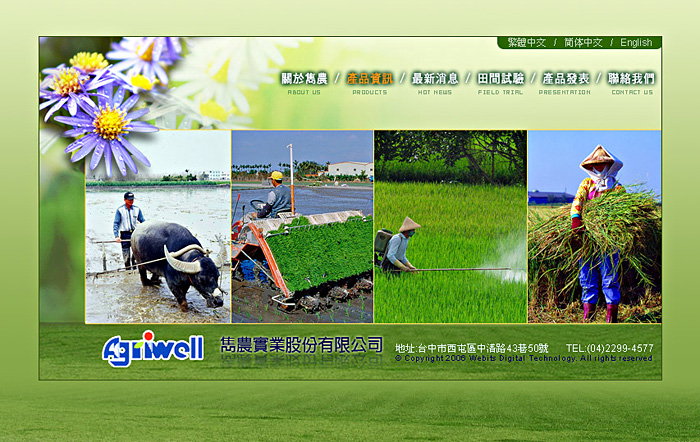 繁體中文 / 简体中文 / English
關於雋農 / 產品資訊 / 最新消息 / 田間試驗 / 產品發表 / 聯絡我們
ABOUT US PRODUCTS HOT NEWS FIELD TRIAL PRESENTATION CONTACT US
Agriwell 雋農實業股份有限公司
地址:台中市西屯區中清路43巷50號 TEL:(04)2299-4577
© Copyright 2006 Webits Digital Technology. All rights reserved